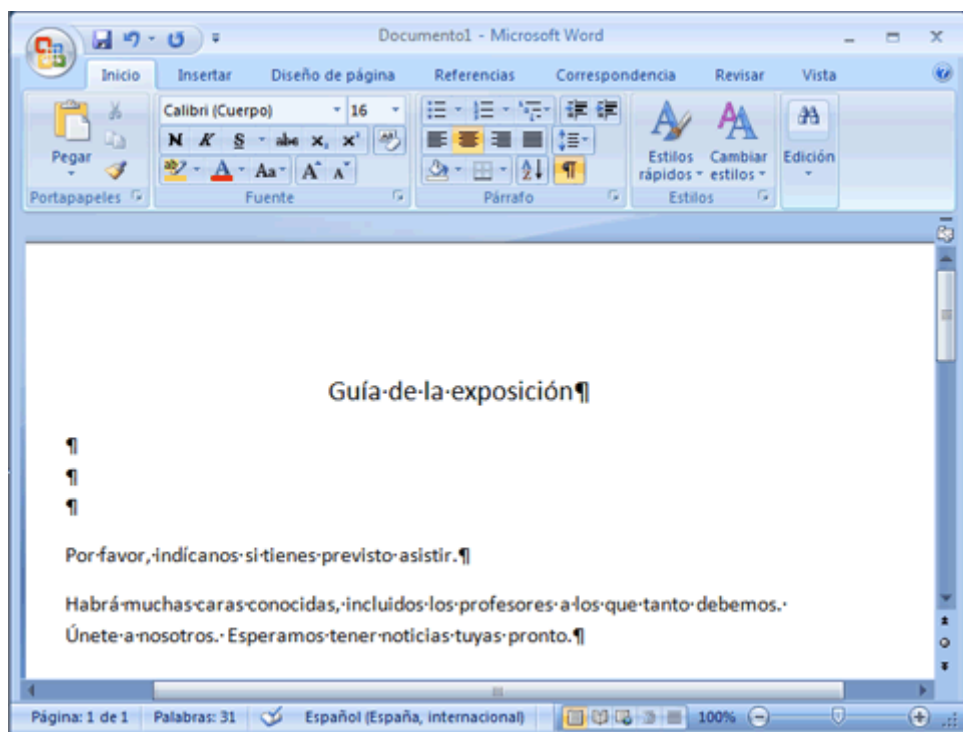 Documento1 - Microsoft Word
Inicio Insertar Diseño de página Referencias Correspondencia Revisar Vista
Calibri (Cuerpo) 16
N K S abc x₂ x²
Aa A A
Pegar
Estilos rápidos Cambiar estilos Edición
Portapapeles Fuente Párrafo Estilos
Guía·de·la·exposición¶
¶
¶
¶
Por·favor,·indícanos·si·tienes·previsto·asistir.¶
Habrá·muchas·caras·conocidas,·incluidos·los·profesores·a·los·que·tanto·debemos.·
Únete·a·nosotros.·Esperamos·tener·noticias·tuyas·pronto.¶
Página: 1 de 1 Palabras: 31 Español (España, internacional) 100%